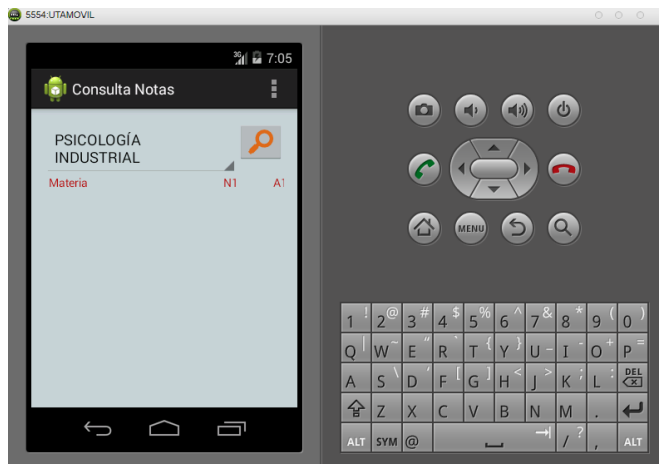 5554:UTAMOVIL
3G 7:05
Consulta Notas
PSICOLOGÍA
INDUSTRIAL
Materia N1 A1
MENU
1 ! 2 @ 3 # 4 $ 5 % 6 ^ 7 & 8 * 9 ( 0 )
Q | W ~ E " R ` T { Y } U - I - O + P =
A S \ D ' F [ G ] H < J > K ; L : DEL
Z X C V B N M .
ALT SYM @ / ? , ALT